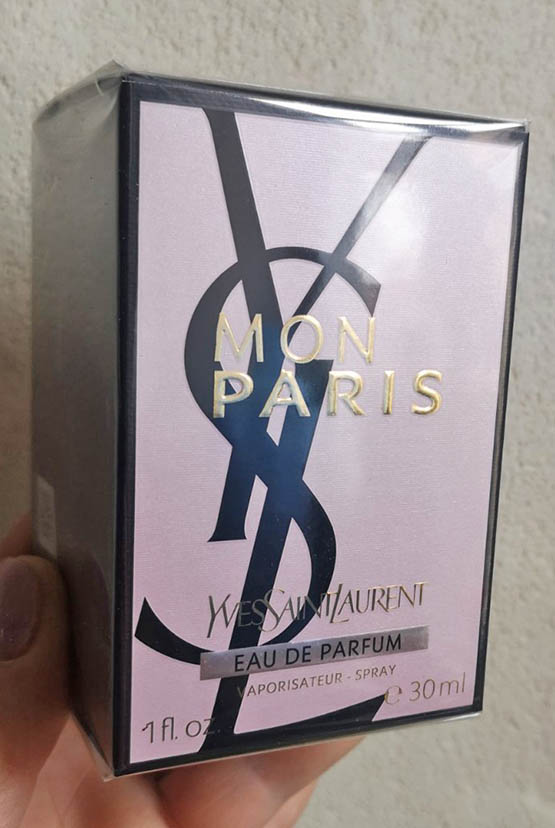 MON
PARIS
YVESSAINTLAURENT
EAU DE PARFUM
VAPORISATEUR - SPRAY
1 fl. oz. ℮ 30 ml